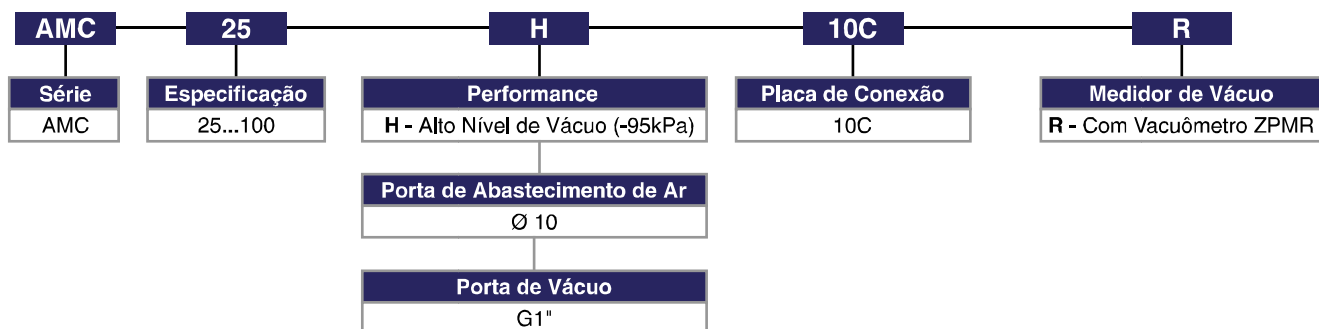 AMC 25 H 10C R
Série Especificação Performance Placa de Conexão Medidor de Vácuo
AMC 25...100 H - Alto Nível de Vácuo (-95kPa) 10C R - Com Vacuômetro ZPMR
Porta de Abastecimento de Ar
Ø 10
Porta de Vácuo
G1"